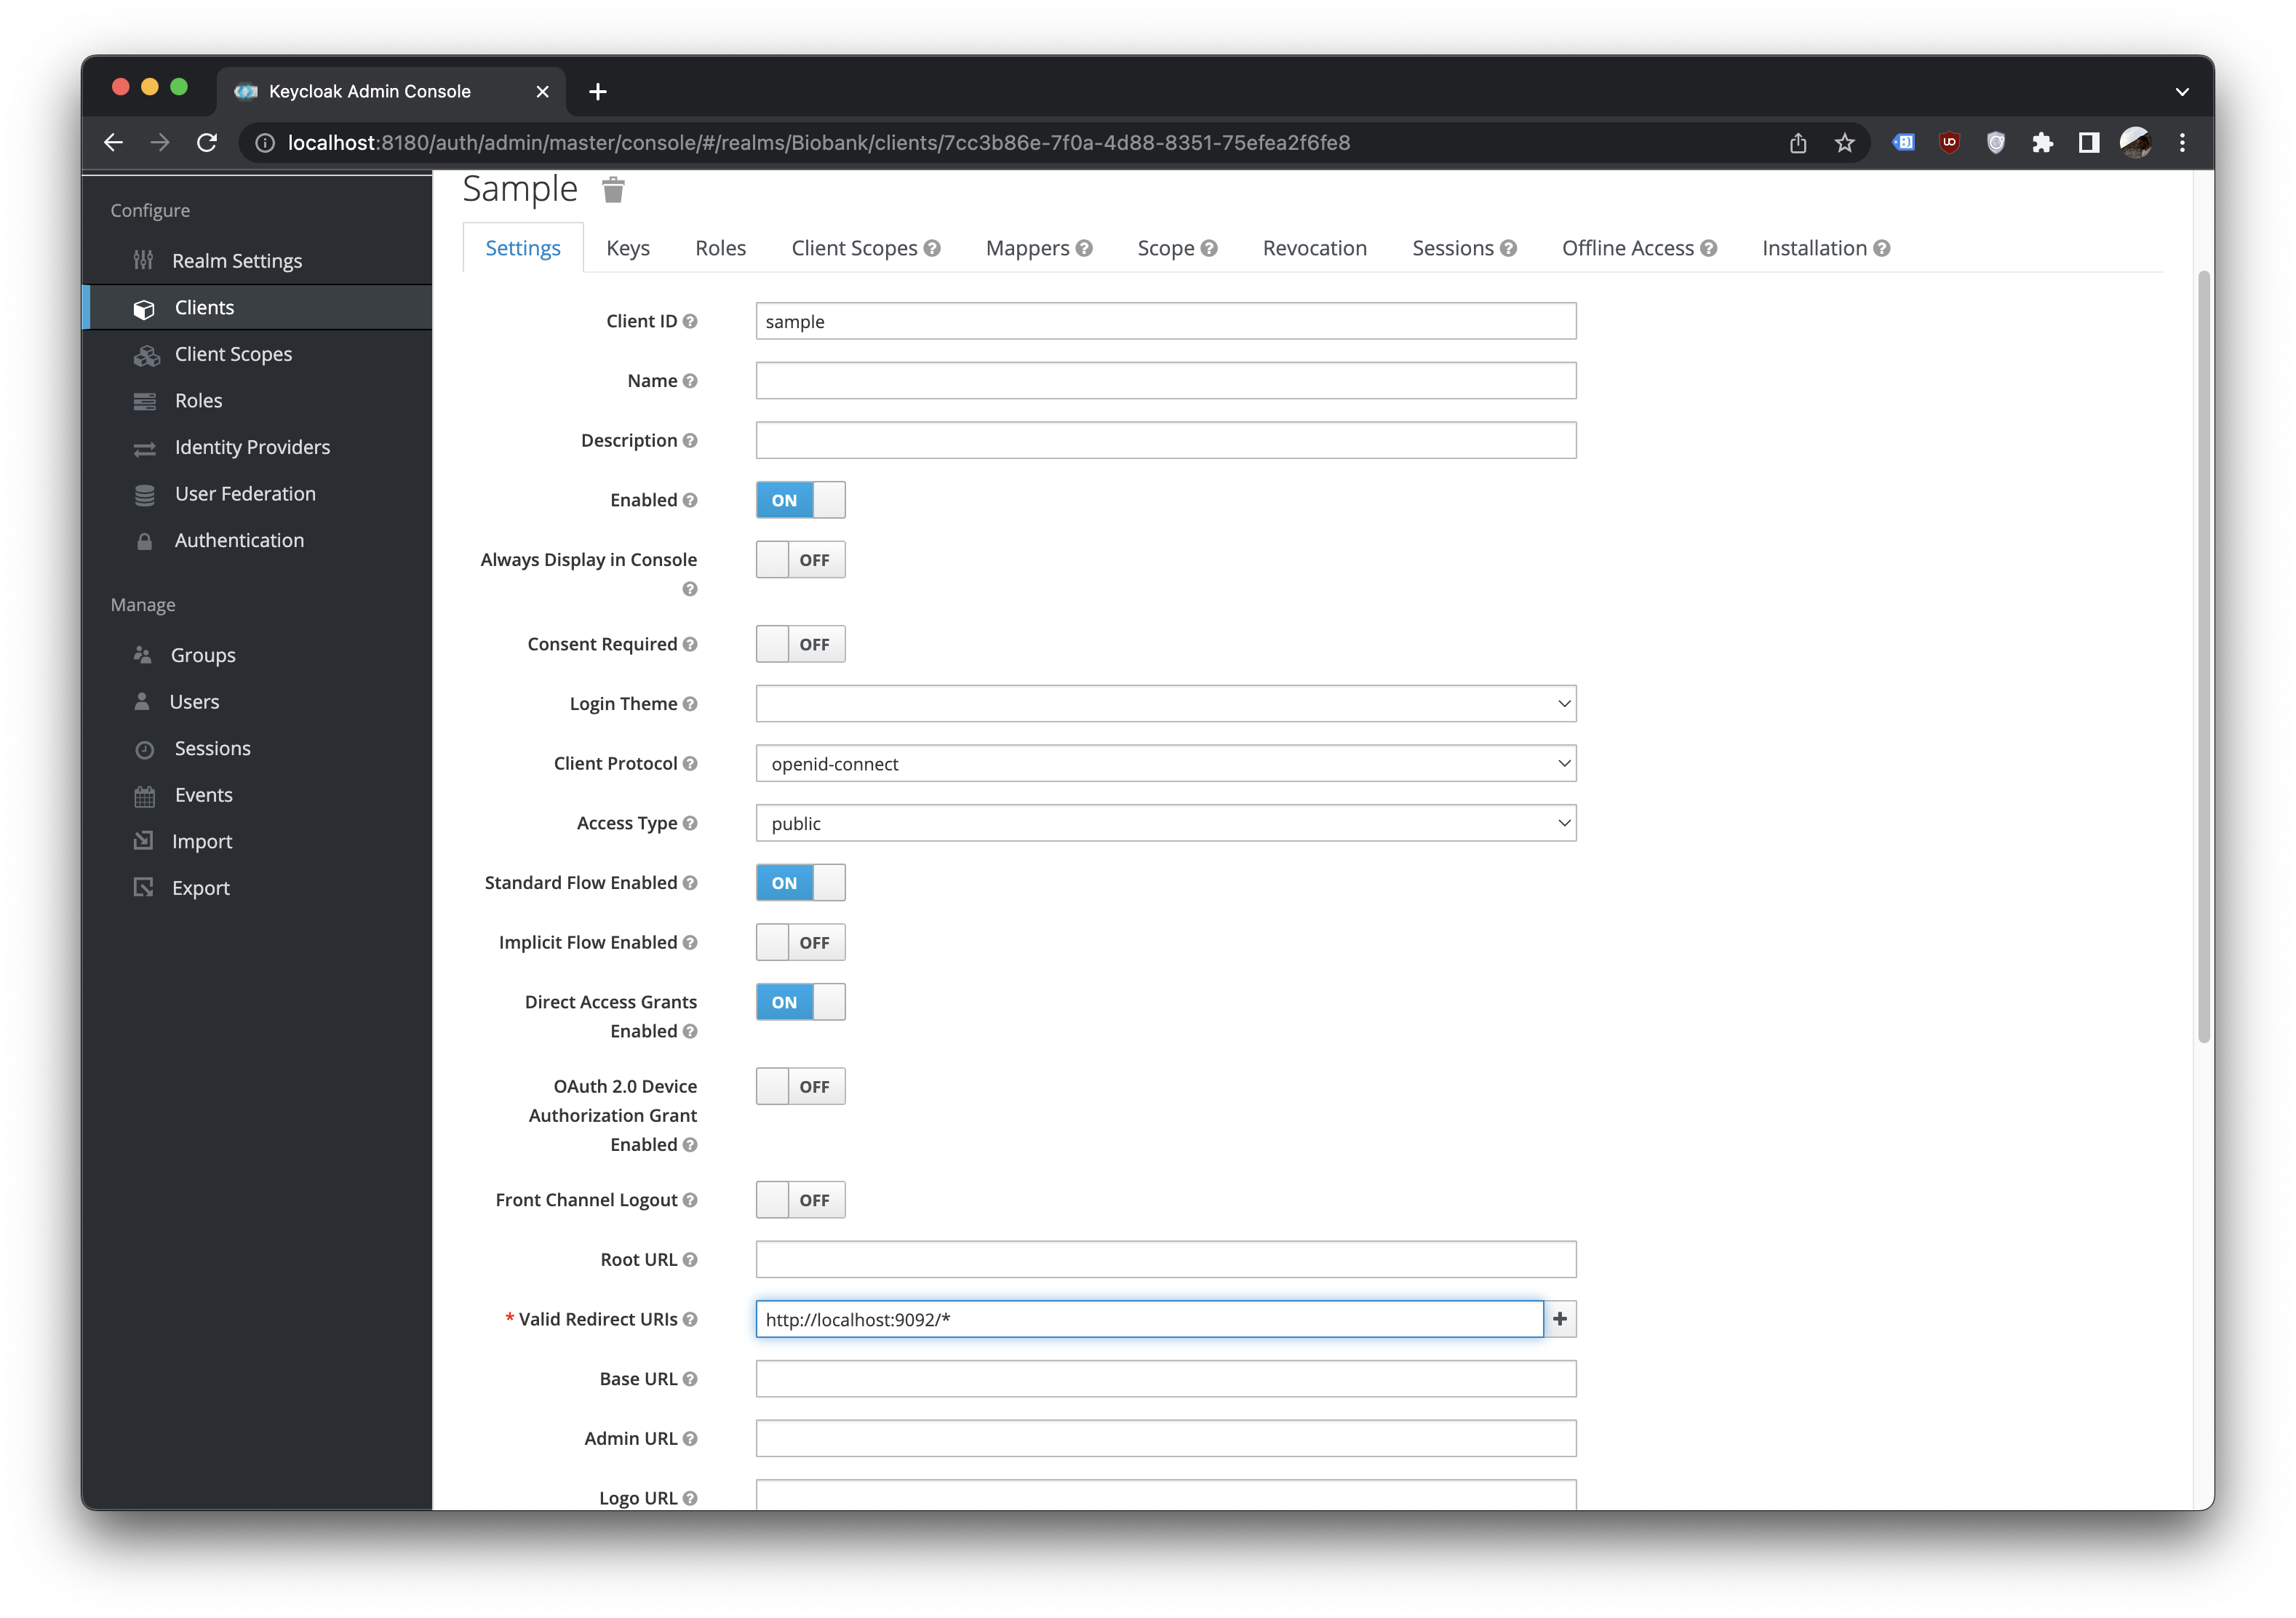 Keycloak Admin Console
localhost:8180/auth/admin/master/console/#/realms/Biobank/clients/7cc3b86e-7f0a-4d88-8351-75efea2f6fe8
Configure
Realm Settings
Clients
Client Scopes
Roles
Identity Providers
User Federation
Authentication
Manage
Groups
Users
Sessions
Events
Import
Export
Sample
Settings Keys Roles Client Scopes Mappers Scope Revocation Sessions Offline Access Installation
Client ID sample
Name
Description
Enabled ON
Always Display in Console OFF
Consent Required OFF
Login Theme
Client Protocol openid-connect
Access Type public
Standard Flow Enabled ON
Implicit Flow Enabled OFF
Direct Access Grants ON
Enabled
OAuth 2.0 Device OFF
Authorization Grant
Enabled
Front Channel Logout OFF
Root URL
* Valid Redirect URIs http://localhost:9092/*
Base URL
Admin URL
Logo URL